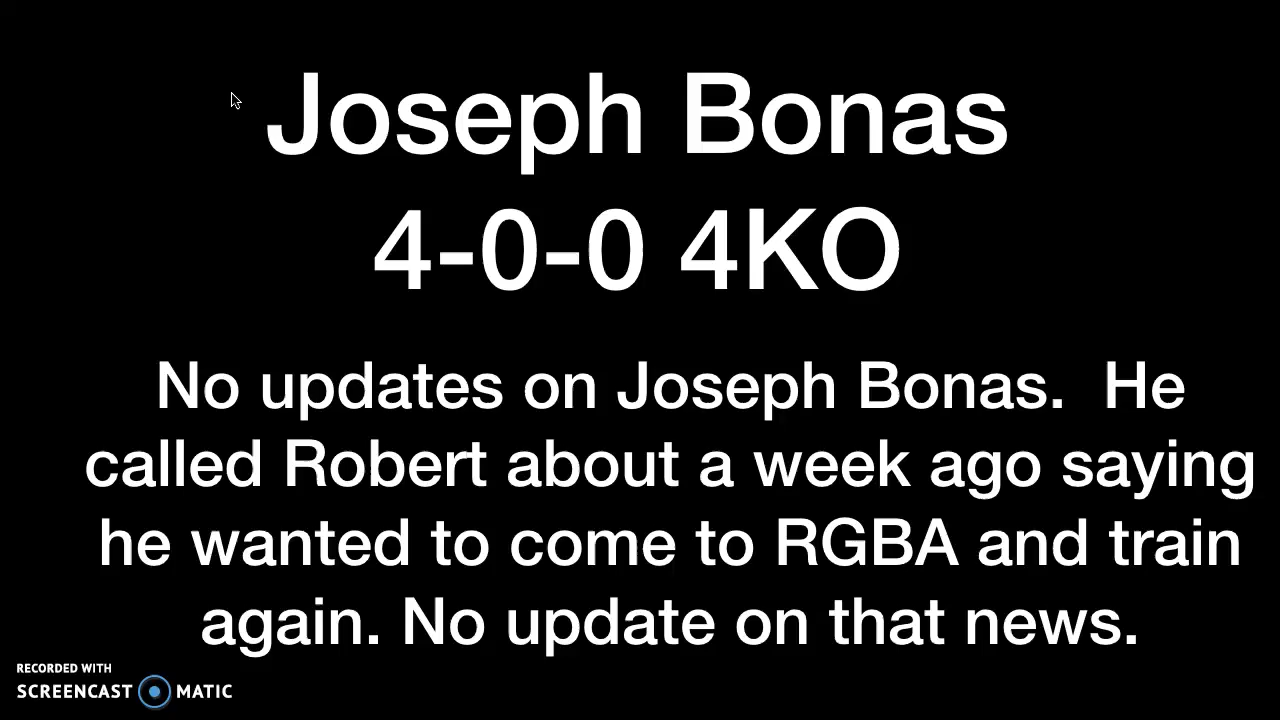 Joseph Bonas
4-0-0 4KO
No updates on Joseph Bonas.  He
called Robert about a week ago saying
he wanted to come to RGBA and train
again. No update on that news.
RECORDED WITH
SCREENCAST MATIC